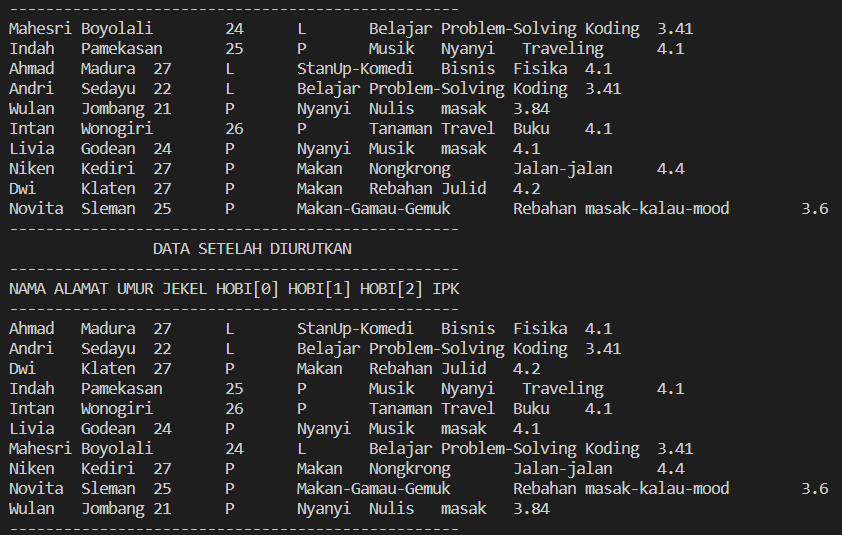 -------------------------------------------------
Mahesri Boyolali 24 L Belajar Problem-Solving Koding 3.41
Indah Pamekasan 25 P Musik Nyanyi Traveling 4.1
Ahmad Madura 27 L StanUp-Komedi Bisnis Fisika 4.1
Andri Sedayu 22 L Belajar Problem-Solving Koding 3.41
Wulan Jombang 21 P Nyanyi Nulis masak 3.84
Intan Wonogiri 26 P Tanaman Travel Buku 4.1
Livia Godean 24 P Nyanyi Musik masak 4.1
Niken Kediri 27 P Makan Nongkrong Jalan-jalan 4.4
Dwi Klaten 27 P Makan Rebahan Julid 4.2
Novita Sleman 25 P Makan-Gamau-Gemuk Rebahan masak-kalau-mood 3.6
-------------------------------------------------
DATA SETELAH DIURUTKAN
-------------------------------------------------
NAMA ALAMAT UMUR JEKEL HOBI[0] HOBI[1] HOBI[2] IPK
-------------------------------------------------
Ahmad Madura 27 L StanUp-Komedi Bisnis Fisika 4.1
Andri Sedayu 22 L Belajar Problem-Solving Koding 3.41
Dwi Klaten 27 P Makan Rebahan Julid 4.2
Indah Pamekasan 25 P Musik Nyanyi Traveling 4.1
Intan Wonogiri 26 P Tanaman Travel Buku 4.1
Livia Godean 24 P Nyanyi Musik masak 4.1
Mahesri Boyolali 24 L Belajar Problem-Solving Koding 3.41
Niken Kediri 27 P Makan Nongkrong Jalan-jalan 4.4
Novita Sleman 25 P Makan-Gamau-Gemuk Rebahan masak-kalau-mood 3.6
Wulan Jombang 21 P Nyanyi Nulis masak 3.84
-------------------------------------------------